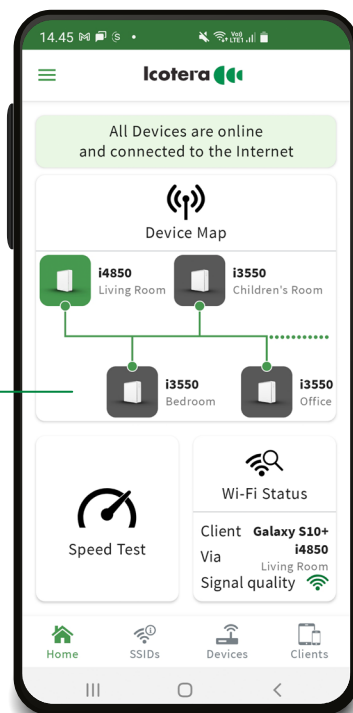 14.45
VoD LTE1
Icotera
All Devices are online
and connected to the Internet
Device Map
i4850
Living Room
i3550
Children's Room
i3550
Bedroom
i3550
Office
Speed Test
Wi-Fi Status
Client Galaxy S10+
Via i4850
Living Room
Signal quality
Home
SSIDs
Devices
Clients